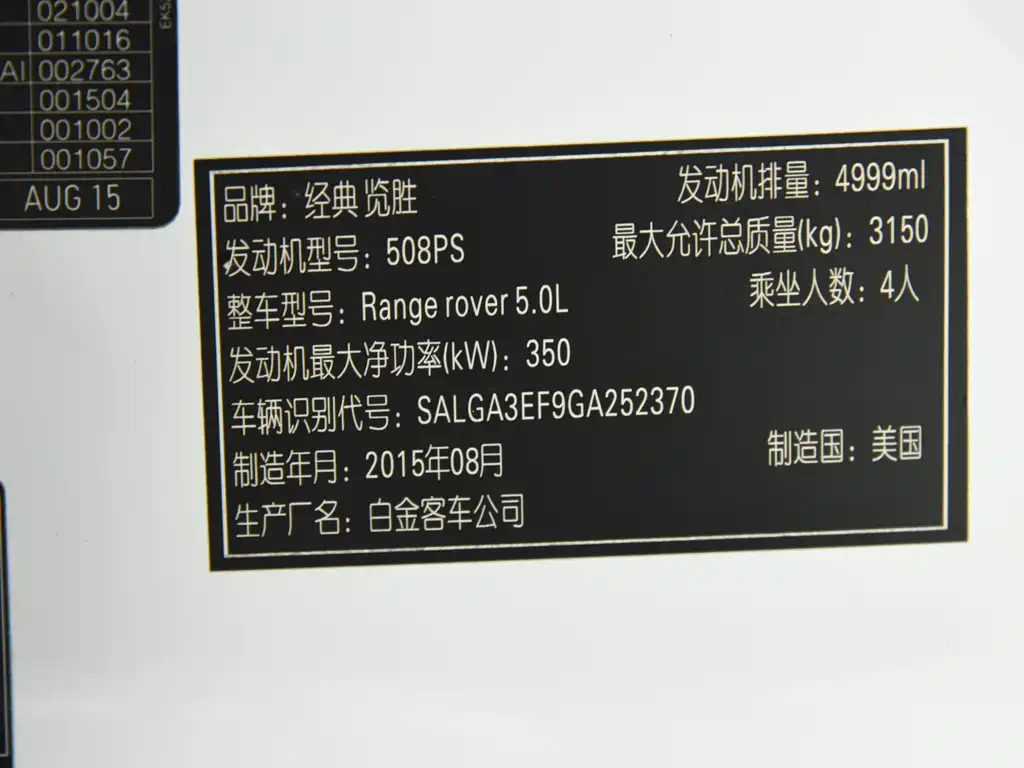 021004
011016
AI 002763
001504
001002
001057
AUG 15
品牌：经典 览胜
发动机排量：4999ml
发动机型号：508PS
最大允许总质量(kg)：3150
整车型号：Range rover 5.0L
乘坐人数：4人
发动机最大净功率(kW)：350
车辆识别代号：SALGA3EF9GA252370
制造年月：2015年08月
制造国：美国
生产厂名：白金客车公司